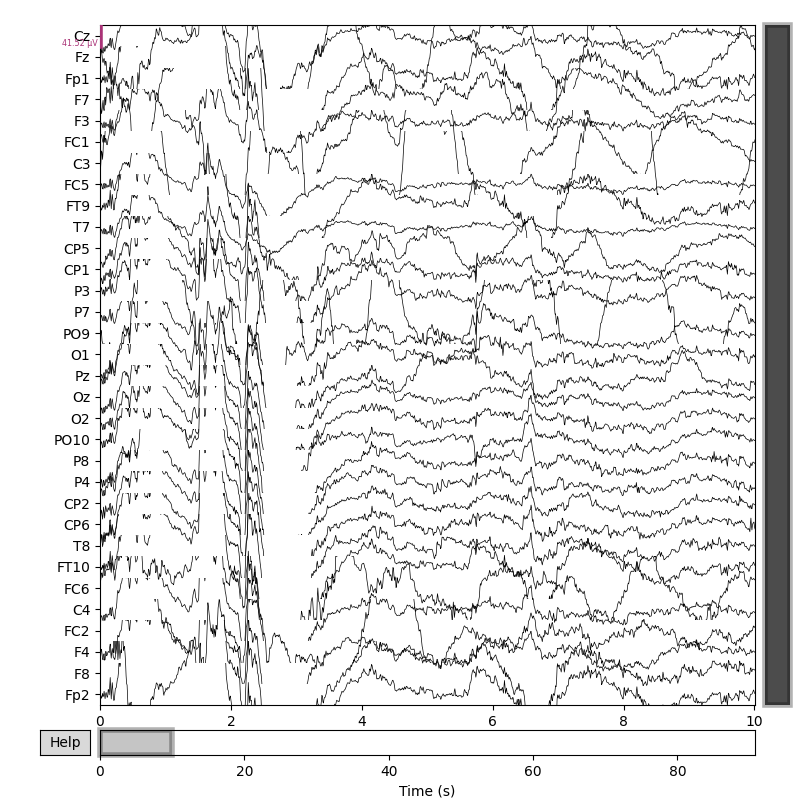 Cz
41.52 µV
Fz
Fp1
F7
F3
FC1
C3
FC5
FT9
T7
CP5
CP1
P3
P7
PO9
O1
Pz
Oz
O2
PO10
P8
P4
CP2
CP6
T8
FT10
FC6
C4
FC2
F4
F8
Fp2
0 2 4 6 8 10
Help
0 20 40 60 80
Time (s)